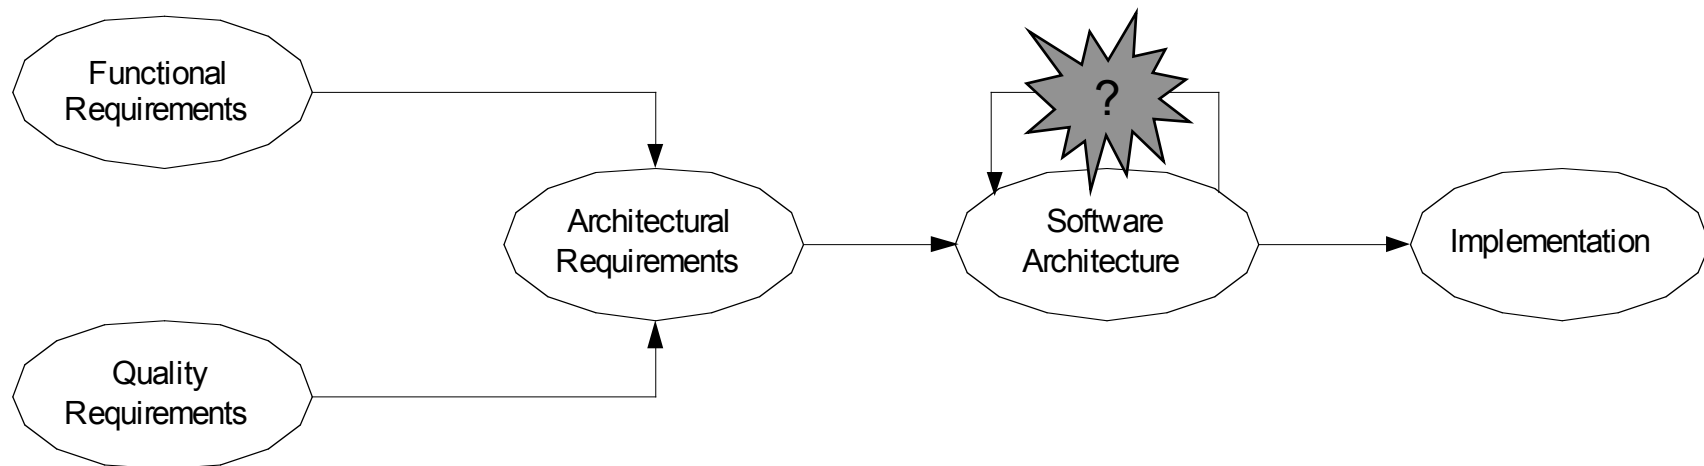 Functional
Requirements
Quality
Requirements
Architectural
Requirements
?
Software
Architecture
Implementation